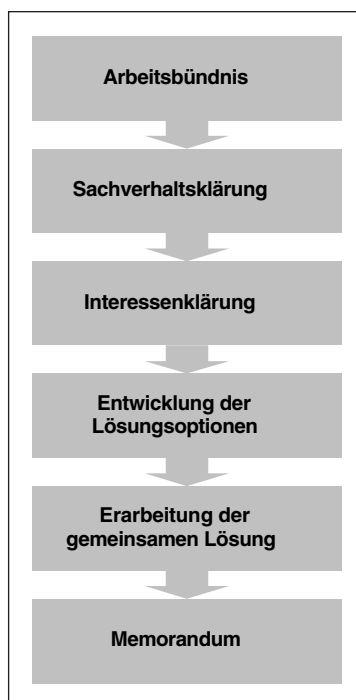 Arbeitsbündnis
Sachverhaltsklärung
Interessenklärung
Entwicklung der
Lösungsoptionen
Erarbeitung der
gemeinsamen Lösung
Memorandum